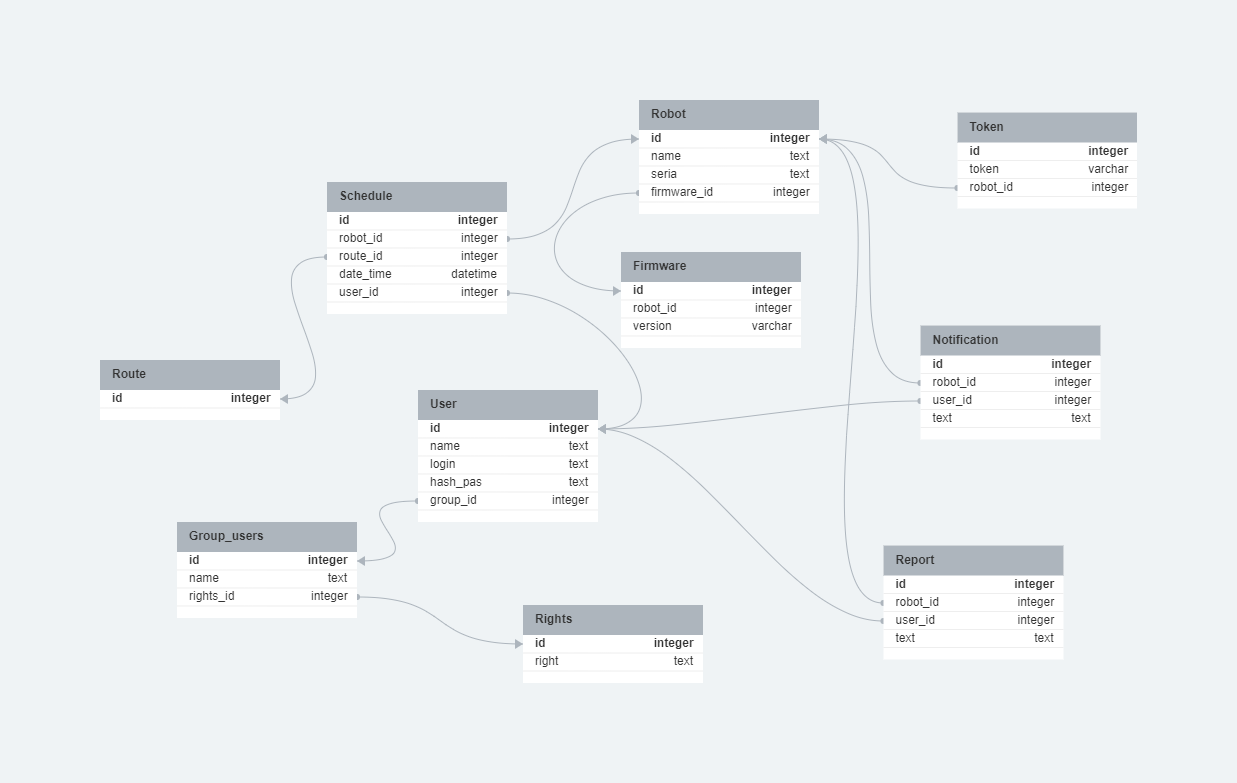 Robot
id integer
name text
seria text
firmware_id integer
Token
id integer
token varchar
robot_id integer
Schedule
id integer
robot_id integer
route_id integer
date_time datetime
user_id integer
Firmware
id integer
robot_id integer
version varchar
Notification
id integer
robot_id integer
user_id integer
text text
Route
id integer
User
id integer
name text
login text
hash_pas text
group_id integer
Group_users
id integer
name text
rights_id integer
Report
id integer
robot_id integer
user_id integer
text text
Rights
id integer
right text